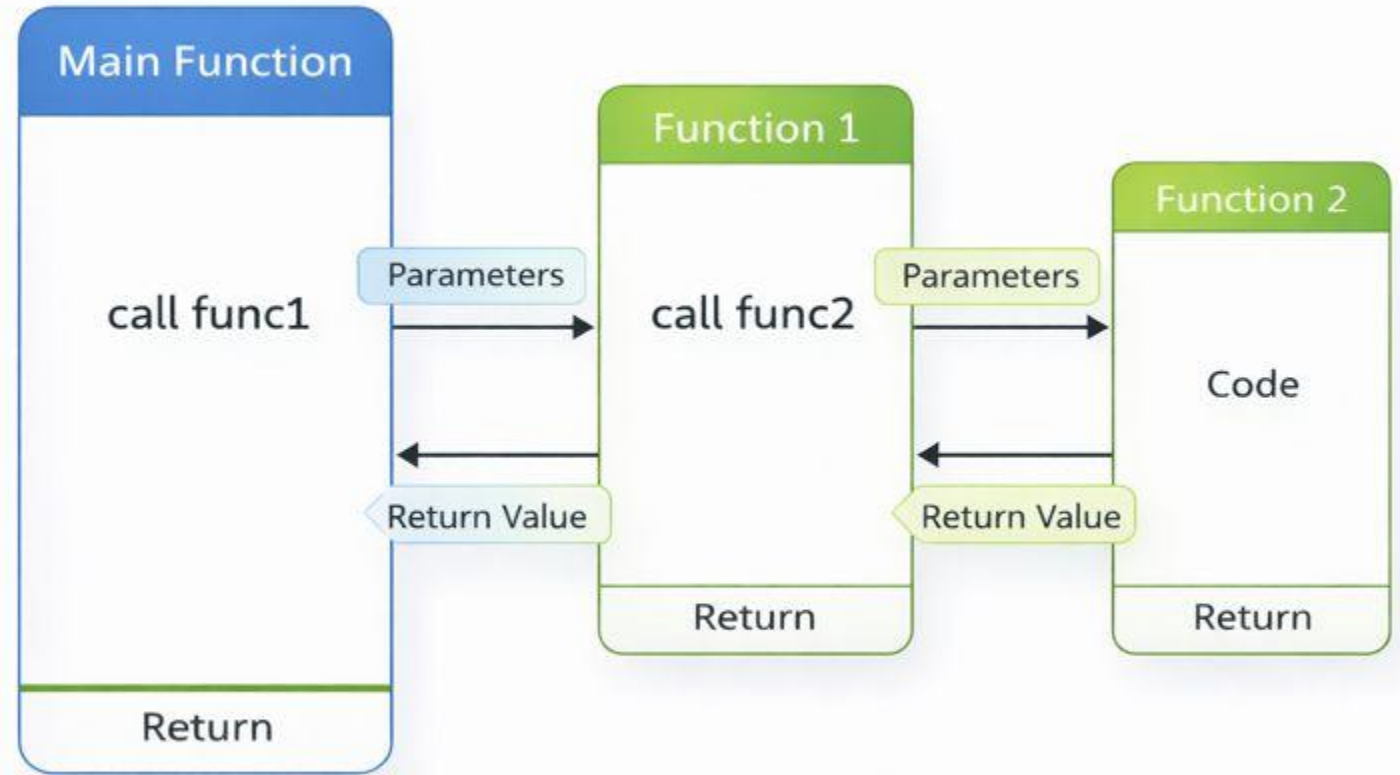 Main Function
call func1
Return
Parameters
Return Value
Function 1
call func2
Return
Parameters
Return Value
Function 2
Code
Return